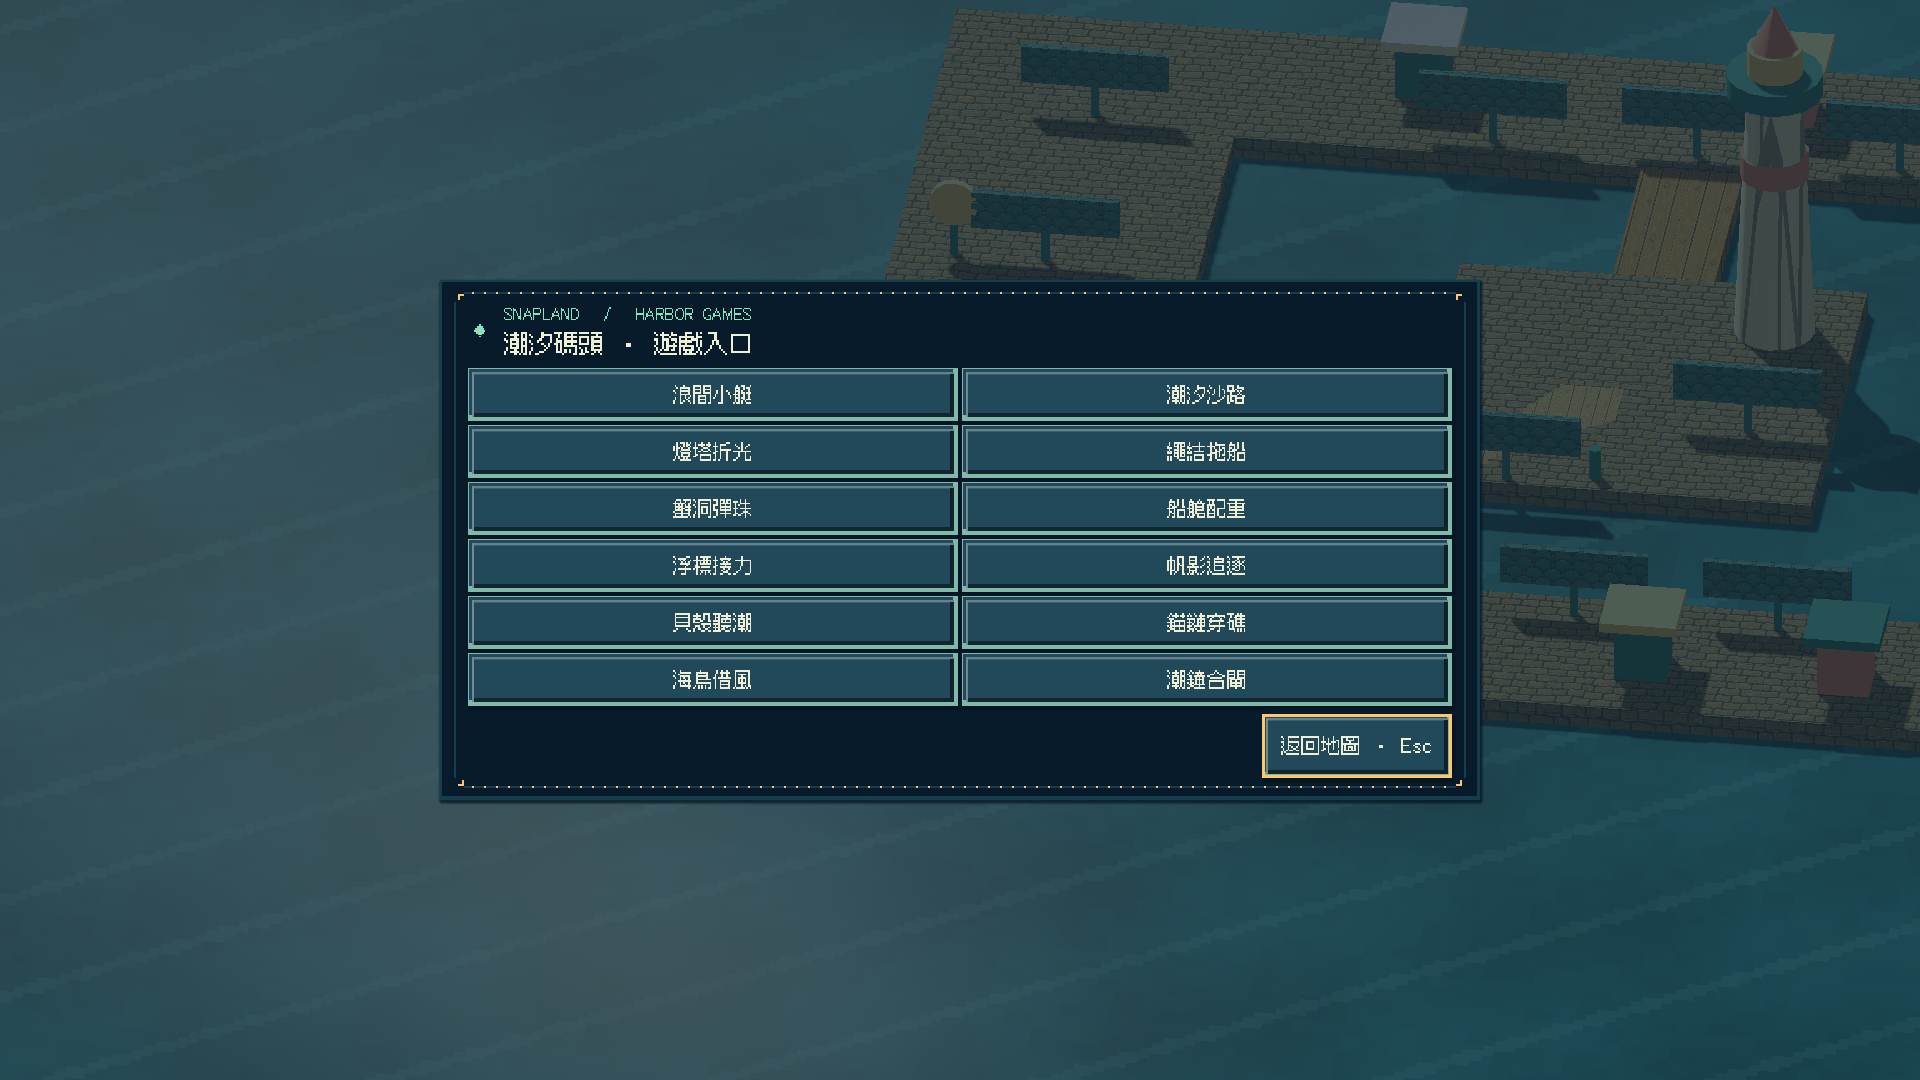 SNAPLAND / HARBOR GAMES
潮汐碼頭 · 遊戲入口
浪間小艇
潮汐沙路
燈塔折光
繩結拖船
蟹洞彈珠
船艙配重
浮標接力
帆影追逐
貝殼聽潮
錨鏈穿礁
海鳥借風
潮鐘合閘
返回地圖 · Esc